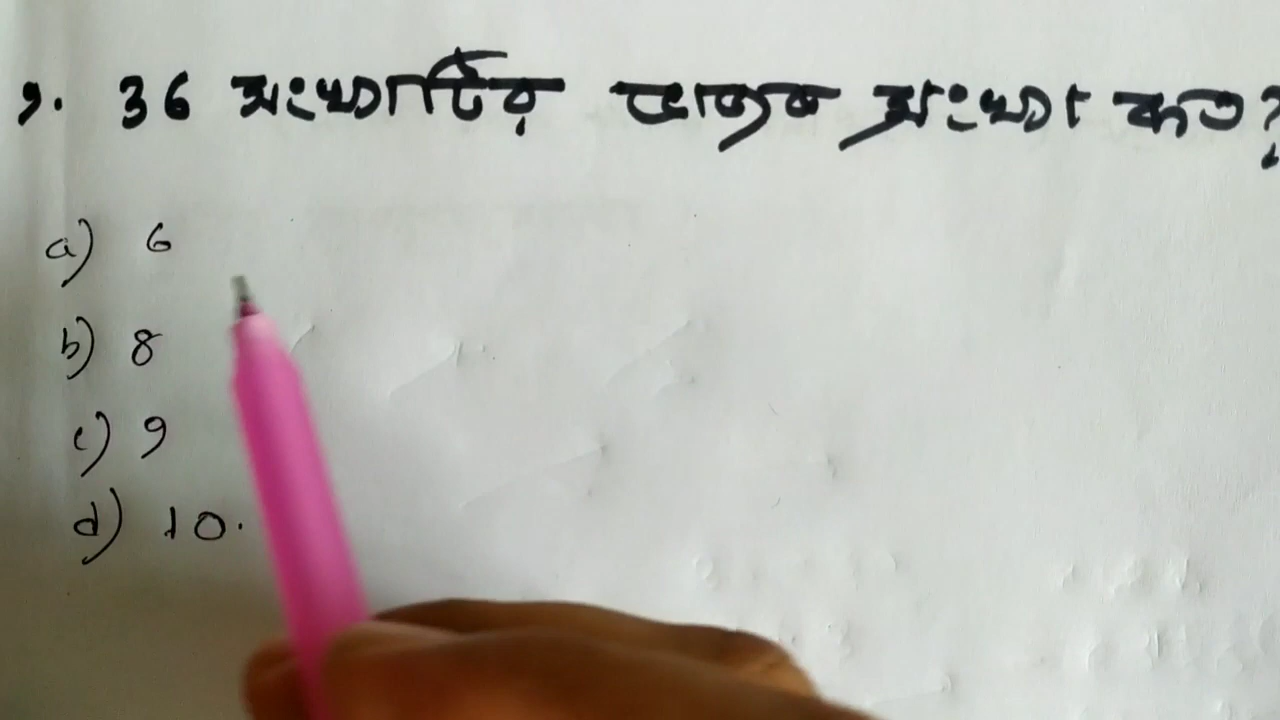 ১. 36 সংখ্যাটির ভাজক সংখ্যা কত?
a) 6
b) 8
c) 9
d) 10.